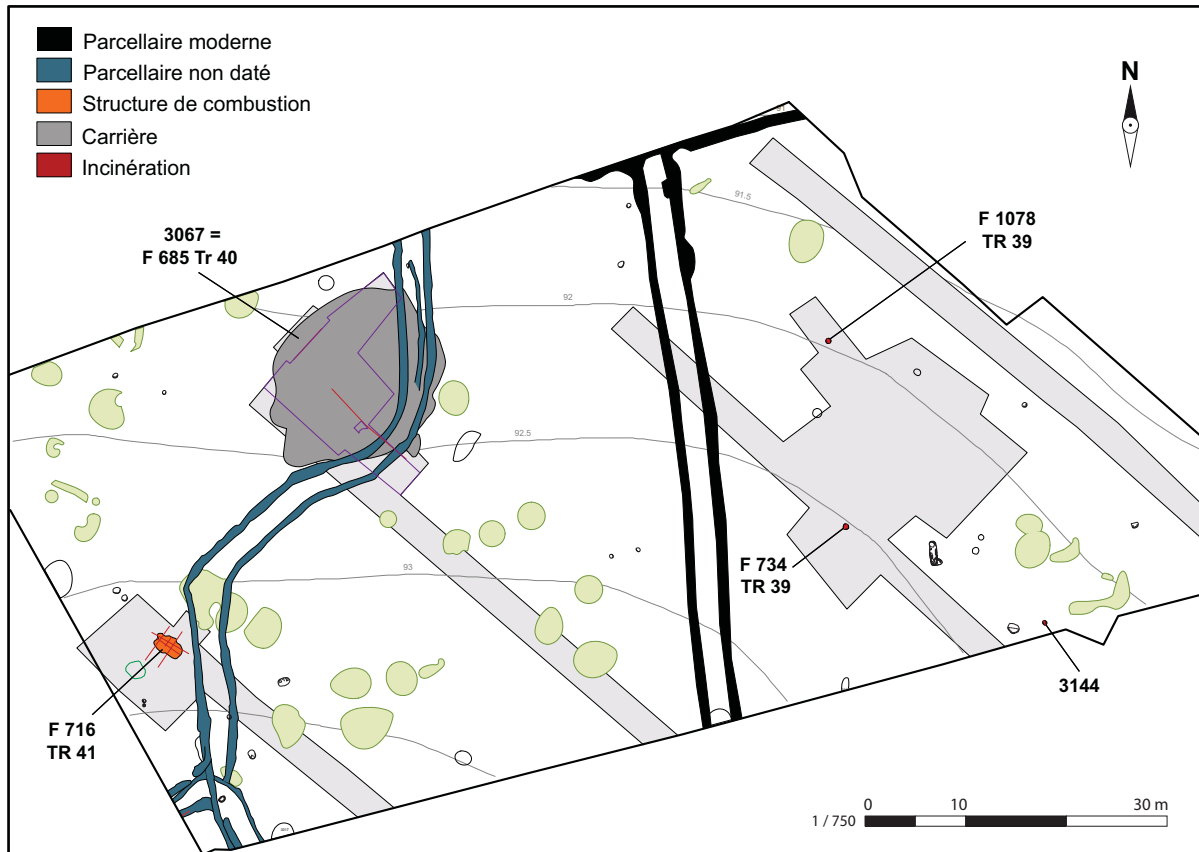 Parcellaire moderne
Parcellaire non daté
Structure de combustion
Carrière
Incinération
N
91
91.5
3067 =
F 685 Tr 40
F 1078
TR 39
92
92.5
93
F 734
TR 39
3144
F 716
TR 41
0 10 30 m
1 / 750